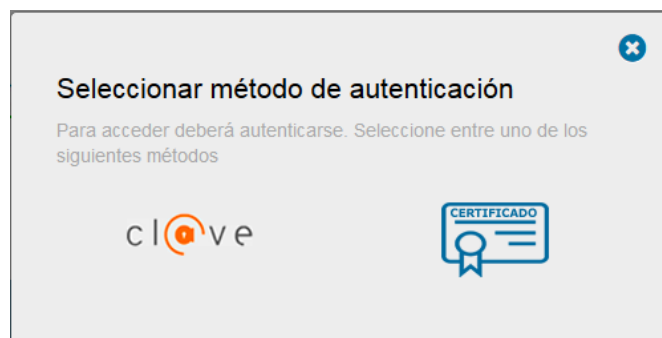 Seleccionar método de autenticación
Para acceder deberá autenticarse. Seleccione entre uno de los
siguientes métodos
cl@ve
CERTIFICADO